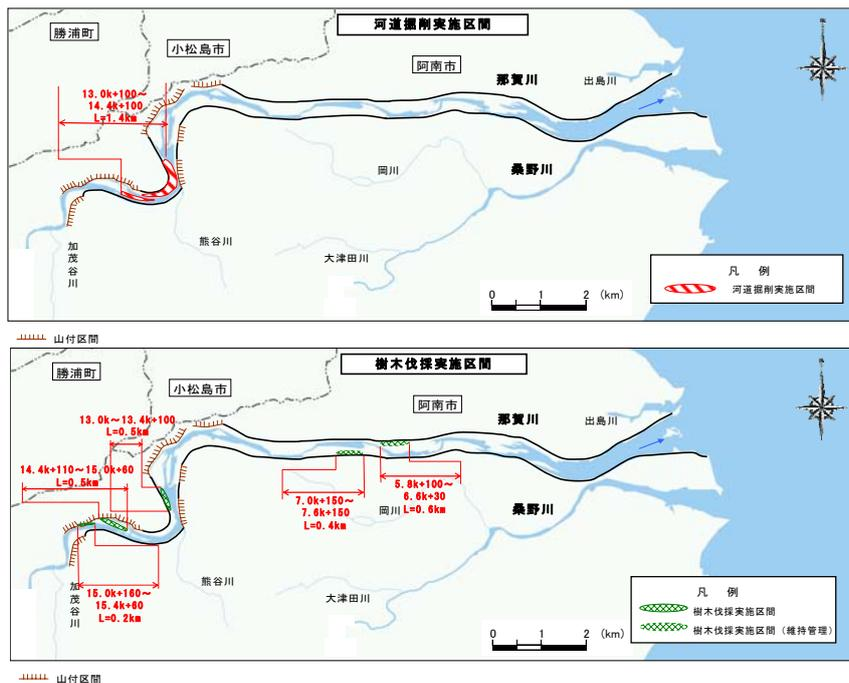 河道掘削実施区間
勝浦町
小松島市
阿南市
那賀川
出島川
13.0k+100～
14.4k+100
L=1.4km
岡川
桑野川
加茂谷川
熊谷川
大津田川
0 1 2 (km)
凡 例
河道掘削実施区間
山付区間
樹木伐採実施区間
勝浦町
小松島市
阿南市
那賀川
出島川
13.0k～13.4k+100
L=0.5km
14.4k+110～15.0k+60
L=0.5km
5.8k+100～
6.6k+30
L=0.6km
7.0k+150～
7.6k+150
L=0.4km
岡川
桑野川
15.0k+160～
15.4k+60
L=0.2km
加茂谷川
熊谷川
大津田川
0 1 2 (km)
凡 例
樹木伐採実施区間
樹木伐採実施区間（維持管理）
山付区間